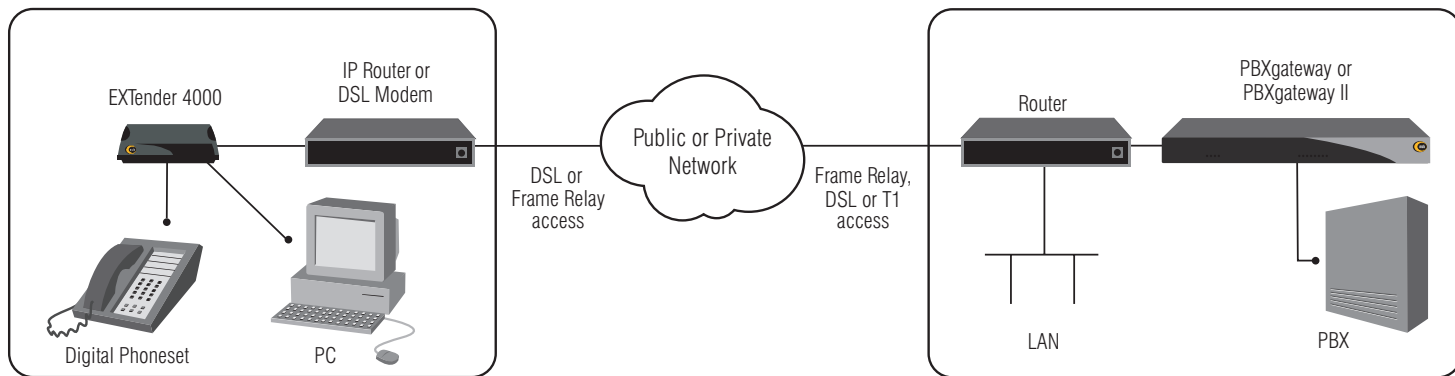 EXTender 4000
IP Router or
DSL Modem
Digital Phoneset
PC
DSL or
Frame Relay
access
Public or Private
Network
Frame Relay,
DSL or T1
access
Router
PBXgateway or
PBXgateway II
LAN
PBX